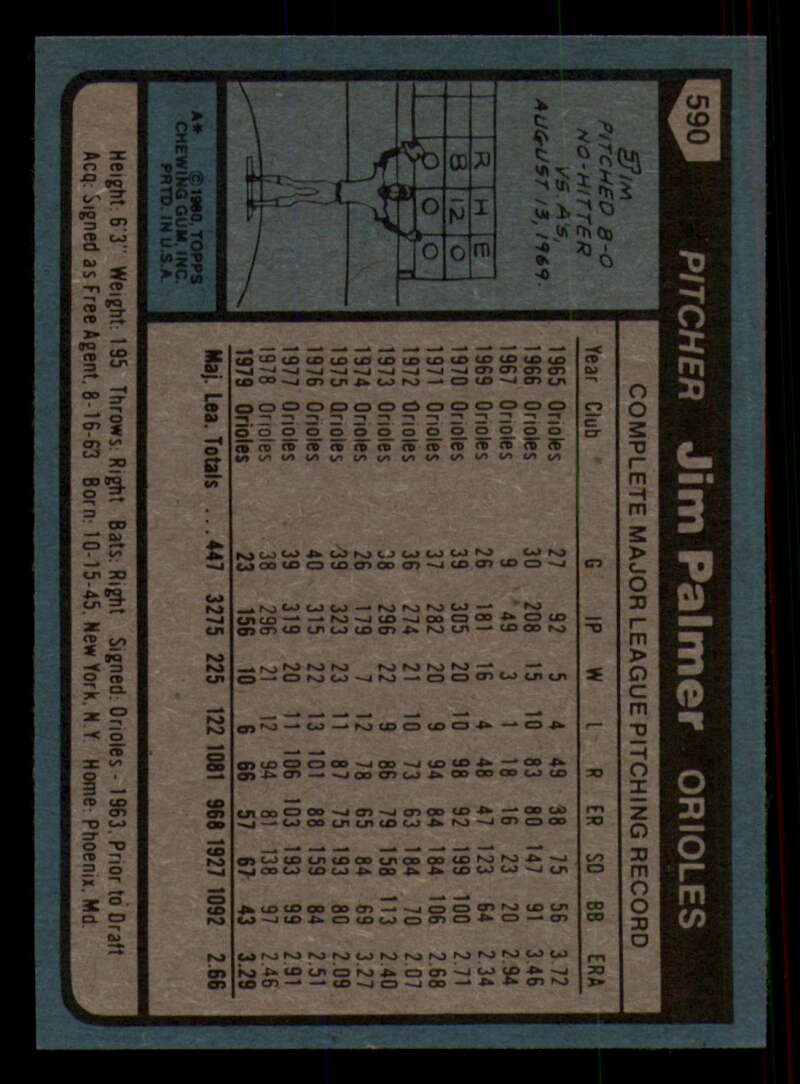 590
PITCHER Jim Palmer ORIOLES
JIM
PITCHED 8-0
NO-HITTER
VS. A'S,
AUGUST 13, 1969.
R H E
8 12 0
0 0 0
A* © 1980, TOPPS
CHEWING GUM, INC.
PRTD. IN U.S.A.
COMPLETE MAJOR LEAGUE PITCHING RECORD
Year Club G IP W L R ER SO BB ERA
1965 Orioles 27 92 5 4 49 38 75 56 3.72
1966 Orioles 30 208 15 10 83 80 147 91 3.46
1967 Orioles 9 49 3 1 18 16 23 20 2.94
1969 Orioles 26 181 16 4 48 47 123 64 2.34
1970 Orioles 39 305 20 10 98 92 199 100 2.71
1971 Orioles 37 282 20 9 94 84 184 106 2.68
1972 Orioles 36 274 21 10 73 63 184 70 2.07
1973 Orioles 38 296 22 9 86 79 158 113 2.40
1974 Orioles 26 179 7 12 78 65 84 69 3.27
1975 Orioles 39 323 23 11 87 75 193 80 2.09
1976 Orioles 40 315 22 13 101 88 159 84 2.51
1977 Orioles 39 319 20 11 106 103 193 99 2.91
1978 Orioles 38 296 21 12 94 81 138 97 2.46
1979 Orioles 23 156 10 6 66 57 67 43 3.29
Maj. Lea. Totals ... 447 3275 225 122 1081 968 1927 1092 2.66
Height: 6'3" Weight: 195 Throws: Right Bats: Right Signed: Orioles - 1963, Prior to Draft
Acq: Signed as Free Agent, 8-16-63 Born: 10-15-45, New York, N.Y. Home: Phoenix, Md.